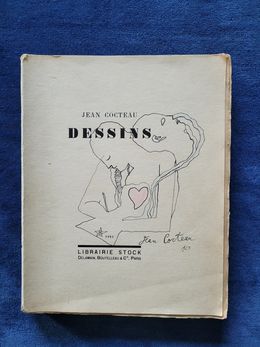 JEAN COCTEAU
DESSINS
Jean Cocteau
LIBRAIRIE STOCK
DELAMAIN, BOUTELLEAU & Cie, PARIS